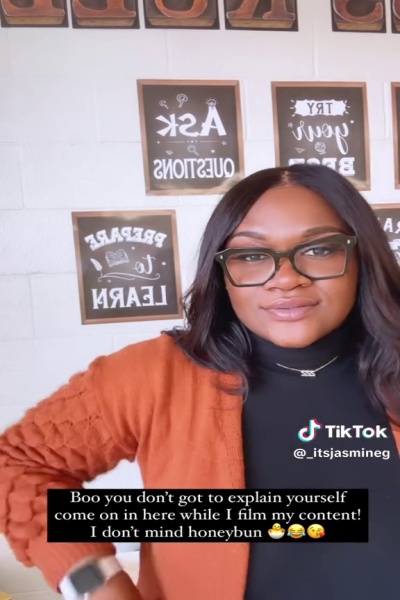 Ask
QUESTIONS
TRY
your
BEST
PREPARE
to
LEARN
TikTok
@_itsjasmineg
Boo you don't got to explain yourself
come on in here while I film my content!
I don't mind honeybun 🐣😂😘